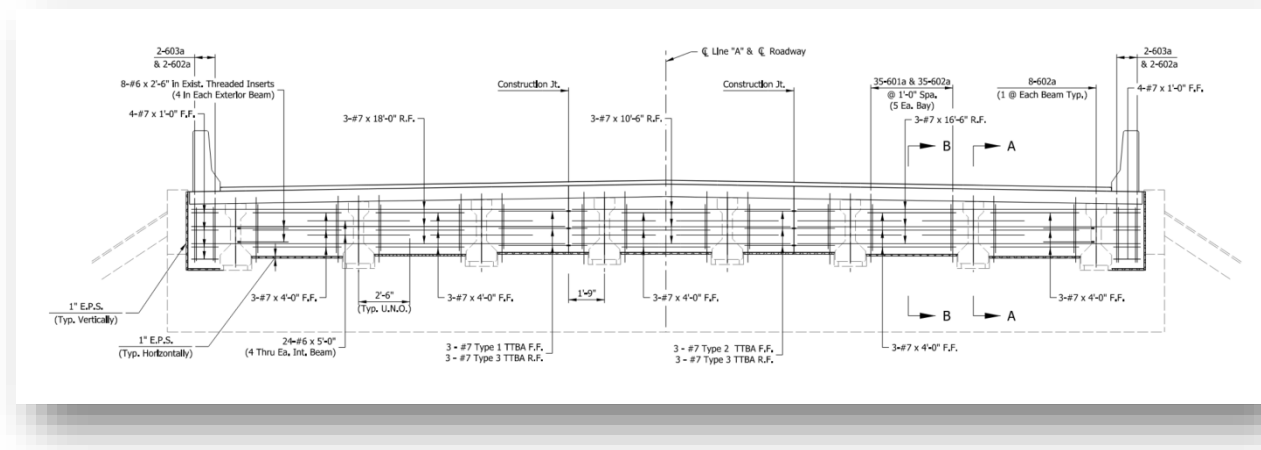 2-603a
& 2-602a
8-#6 x 2'-6" in Exist. Threaded Inserts
(4 In Each Exterior Beam)
4-#7 x 1'-0" F.F.
3-#7 x 18'-0" R.F.
Construction Jt.
3-#7 x 10'-6" R.F.
℄ Line "A" & ℄ Roadway
Construction Jt.
35-601a & 35-602a
@ 1'-0" Spa.
(5 Ea. Bay)
3-#7 x 16'-6" R.F.
8-602a
(1 @ Each Beam Typ.)
2-603a
& 2-602a
4-#7 x 1'-0" F.F.
B
A
1" E.P.S.
(Typ. Vertically)
1" E.P.S.
(Typ. Horizontally)
3-#7 x 4'-0" F.F.
24-#6 x 5'-0"
(4 Thru Ea. Int. Beam)
2'-6"
(Typ. U.N.O.)
3-#7 x 4'-0" F.F.
3 - #7 Type 1 TTBA F.F.
3 - #7 Type 3 TTBA R.F.
1'-9"
3-#7 x 4'-0" F.F.
3 - #7 Type 2 TTBA F.F.
3 - #7 Type 3 TTBA R.F.
3-#7 x 4'-0" F.F.
B
A
3-#7 x 4'-0" F.F.